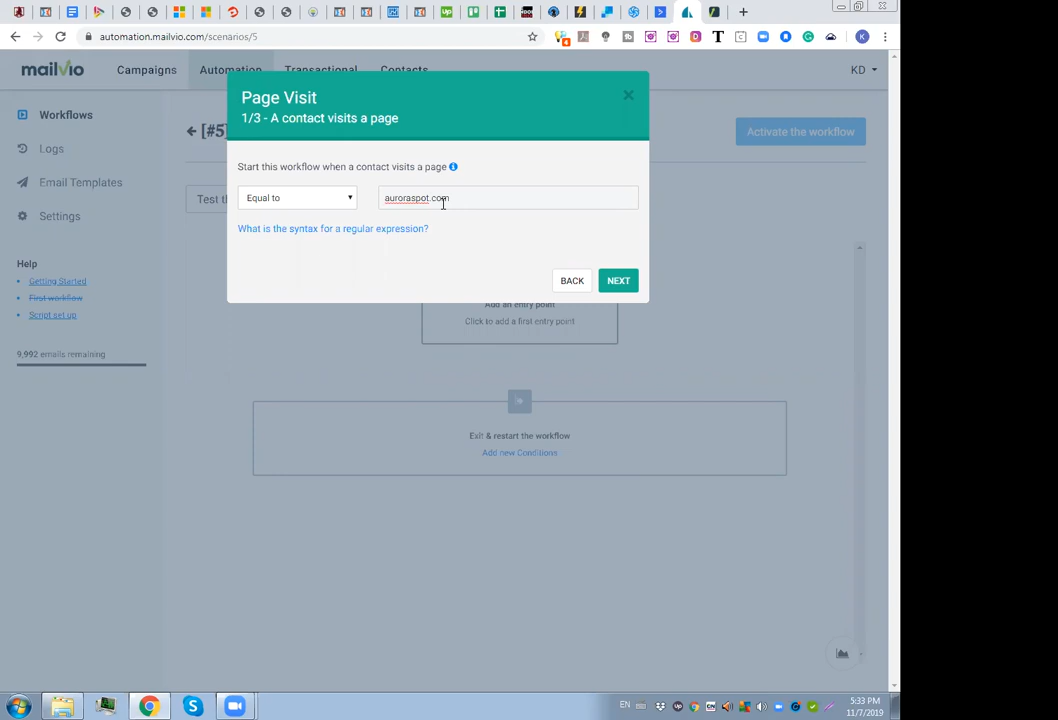 automation.mailvio.com/scenarios/5
4
K
mailvio
Campaigns
Automation
Transactional
Contacts
KD
Page Visit
1/3 - A contact visits a page
Workflows
← [#5]
Activate the workflow
Start this workflow when a contact visits a page
Logs
Email Templates
Test th
Equal to
auroraspot.com
Settings
What is the syntax for a regular expression?
Help
Getting Started
First workflow
Script set up
BACK
NEXT
Add an entry point
Click to add a first entry point
9,992 emails remaining
Exit & restart the workflow
Add new Conditions
EN
5:33 PM
11/7/2019